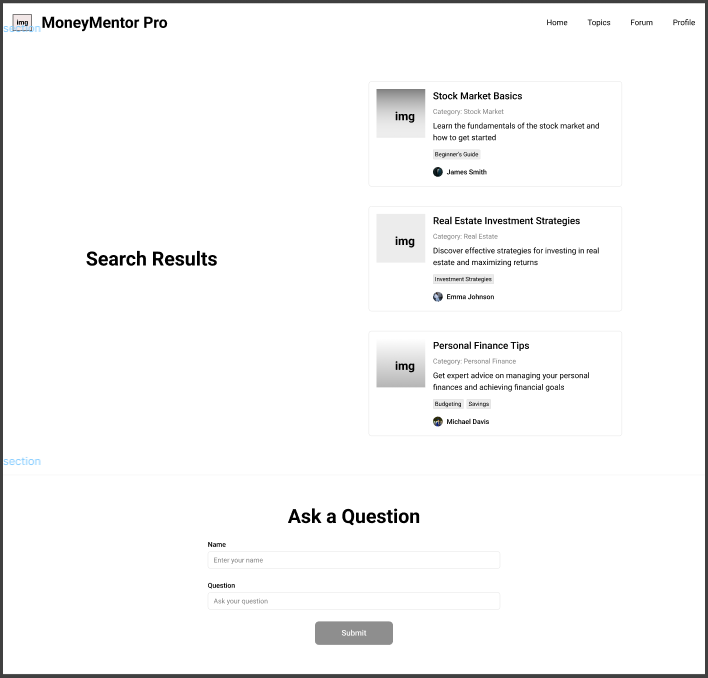 img
MoneyMentor Pro
Home
Topics
Forum
Profile
section
Search Results
img
Stock Market Basics
Category: Stock Market
Learn the fundamentals of the stock market and
how to get started
Beginner's Guide
James Smith
img
Real Estate Investment Strategies
Category: Real Estate
Discover effective strategies for investing in real
estate and maximizing returns
Investment Strategies
Emma Johnson
img
Personal Finance Tips
Category: Personal Finance
Get expert advice on managing your personal
finances and achieving financial goals
Budgeting
Savings
Michael Davis
section
Ask a Question
Name
Enter your name
Question
Ask your question
Submit